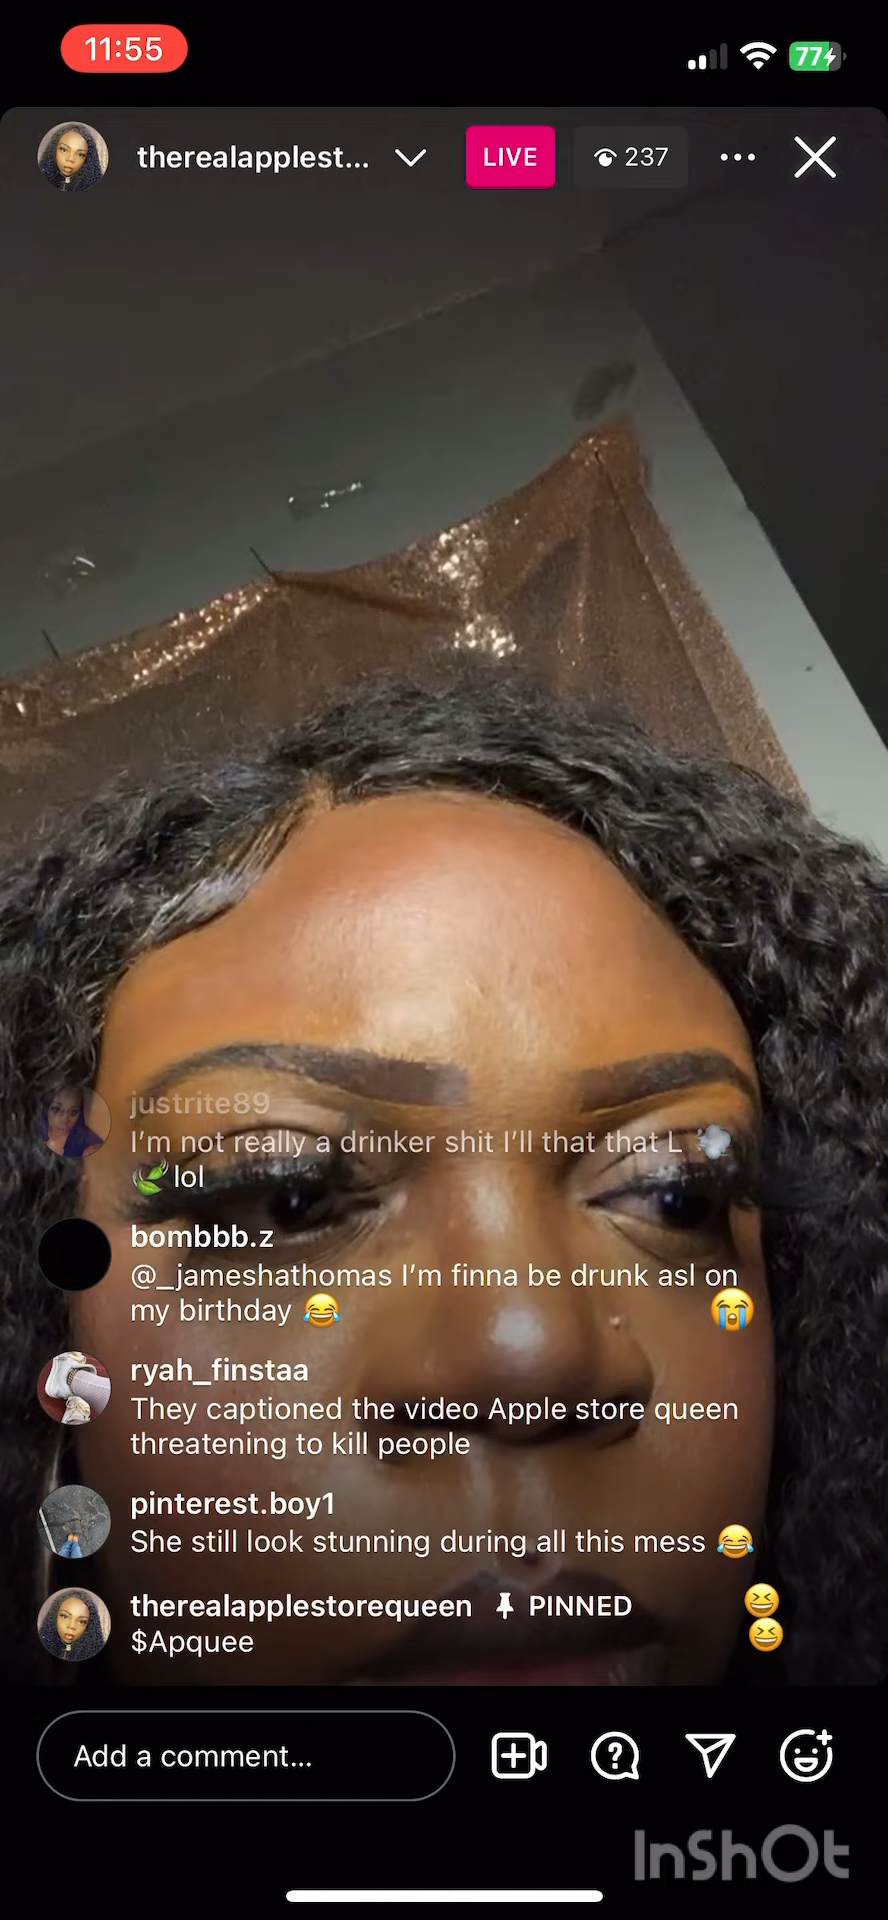 11:55
77
therealapplest...
LIVE
237
justrite89
I'm not really a drinker shit I'll that that L 💨
🌿 lol
bombbb.z
@_jameshathomas I'm finna be drunk asl on
my birthday 😂
😭
ryah_finstaa
They captioned the video Apple store queen
threatening to kill people
pinterest.boy1
She still look stunning during all this mess 😂
therealapplestorequeen PINNED
$Apquee
😆
😆
Add a comment...
InShOt